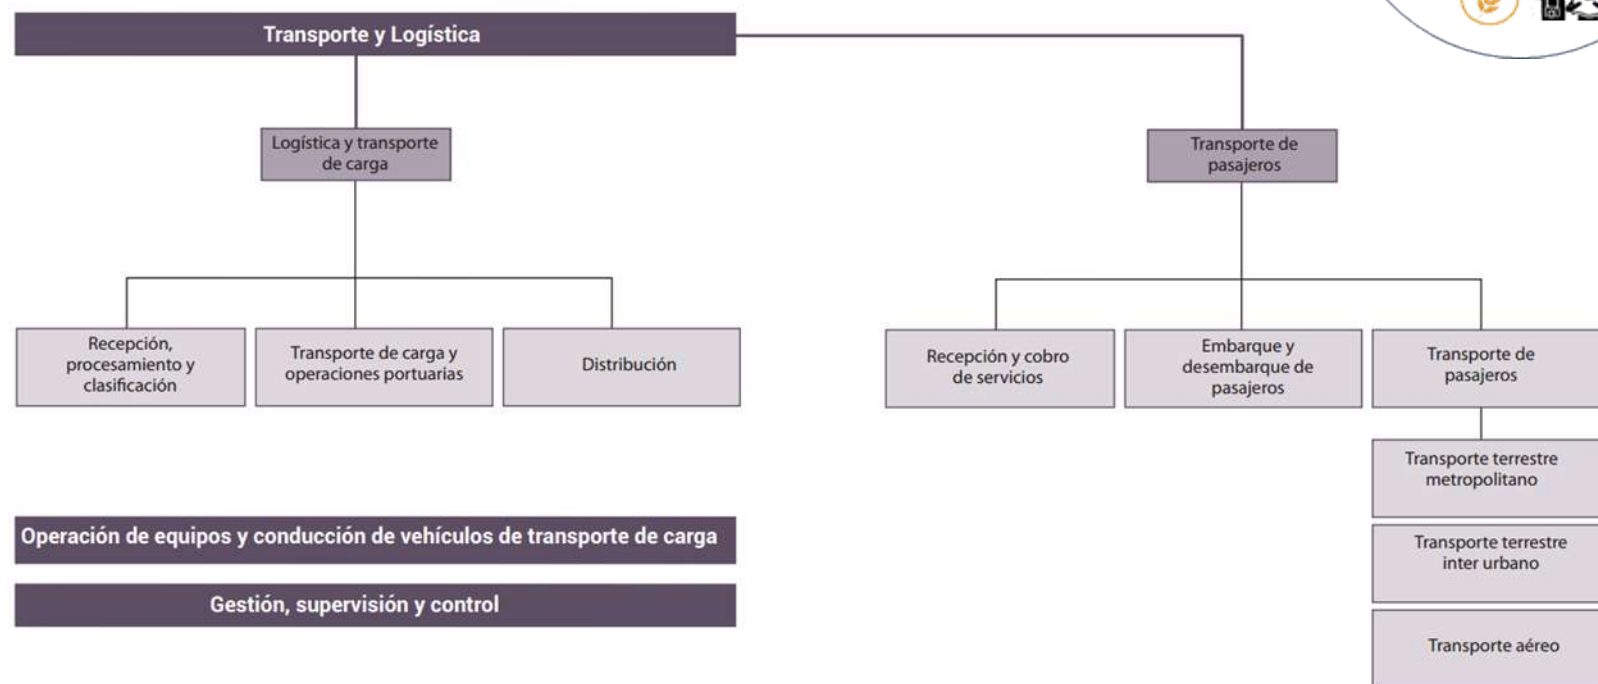 Transporte y Logística
Logística y transporte
de carga
Transporte de
pasajeros
Recepción,
procesamiento y
clasificación
Transporte de carga y
operaciones portuarias
Distribución
Recepción y cobro
de servicios
Embarque y
desembarque de
pasajeros
Transporte de
pasajeros
Transporte terrestre
metropolitano
Operación de equipos y conducción de vehículos de transporte de carga
Transporte terrestre
inter urbano
Gestión, supervisión y control
Transporte aéreo